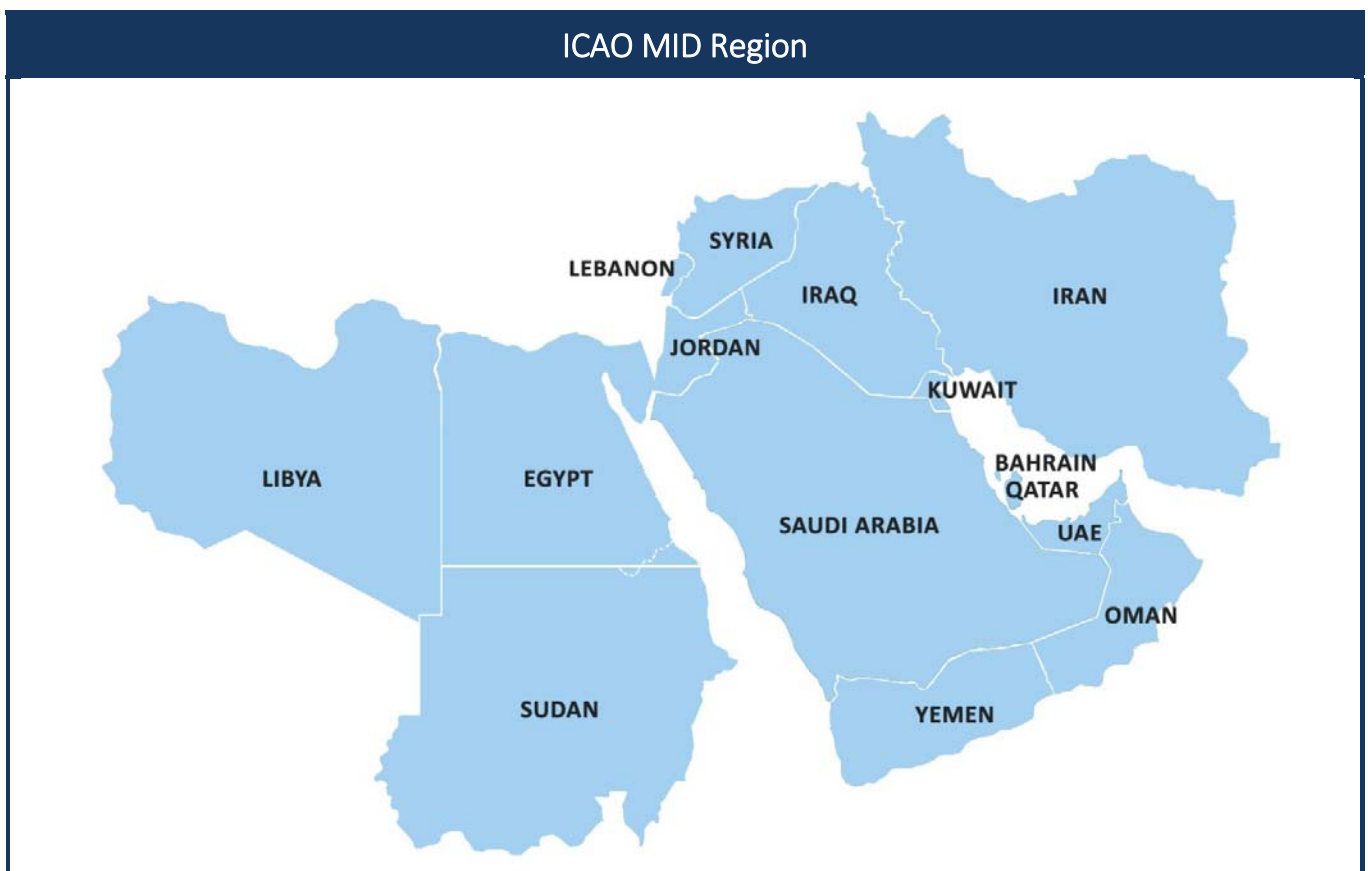 ICAO MID Region
SYRIA
LEBANON
IRAQ
IRAN
JORDAN
KUWAIT
BAHRAIN
QATAR
LIBYA
EGYPT
SAUDI ARABIA
UAE
OMAN
SUDAN
YEMEN